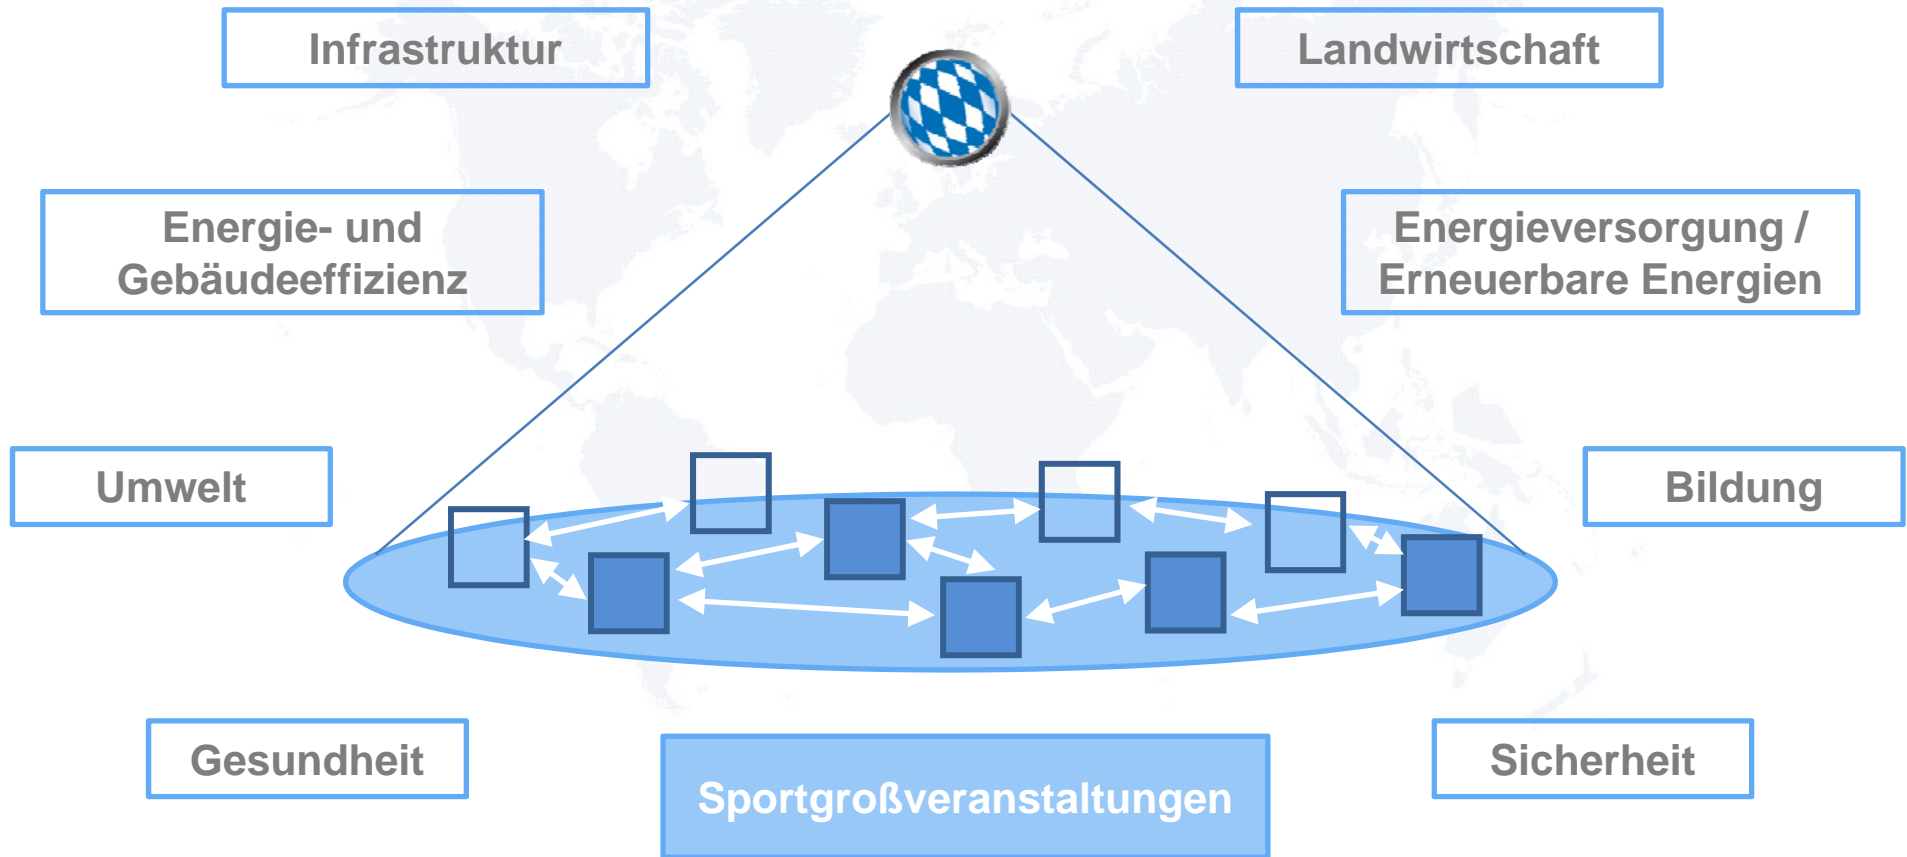 Infrastruktur
Landwirtschaft
Energie- und
Gebäudeeffizienz
Energieversorgung /
Erneuerbare Energien
Umwelt
Bildung
Gesundheit
Sicherheit
Sportgroßveranstaltungen